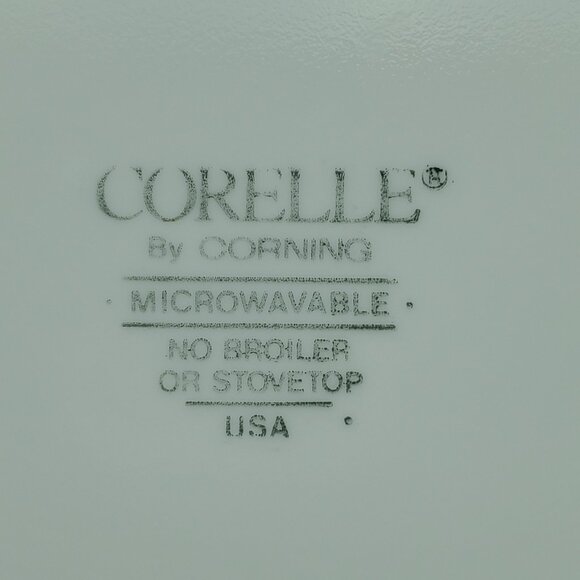 CORELLE®
By CORNING
• MICROWAVABLE •
NO BROILER
OR STOVETOP
USA •